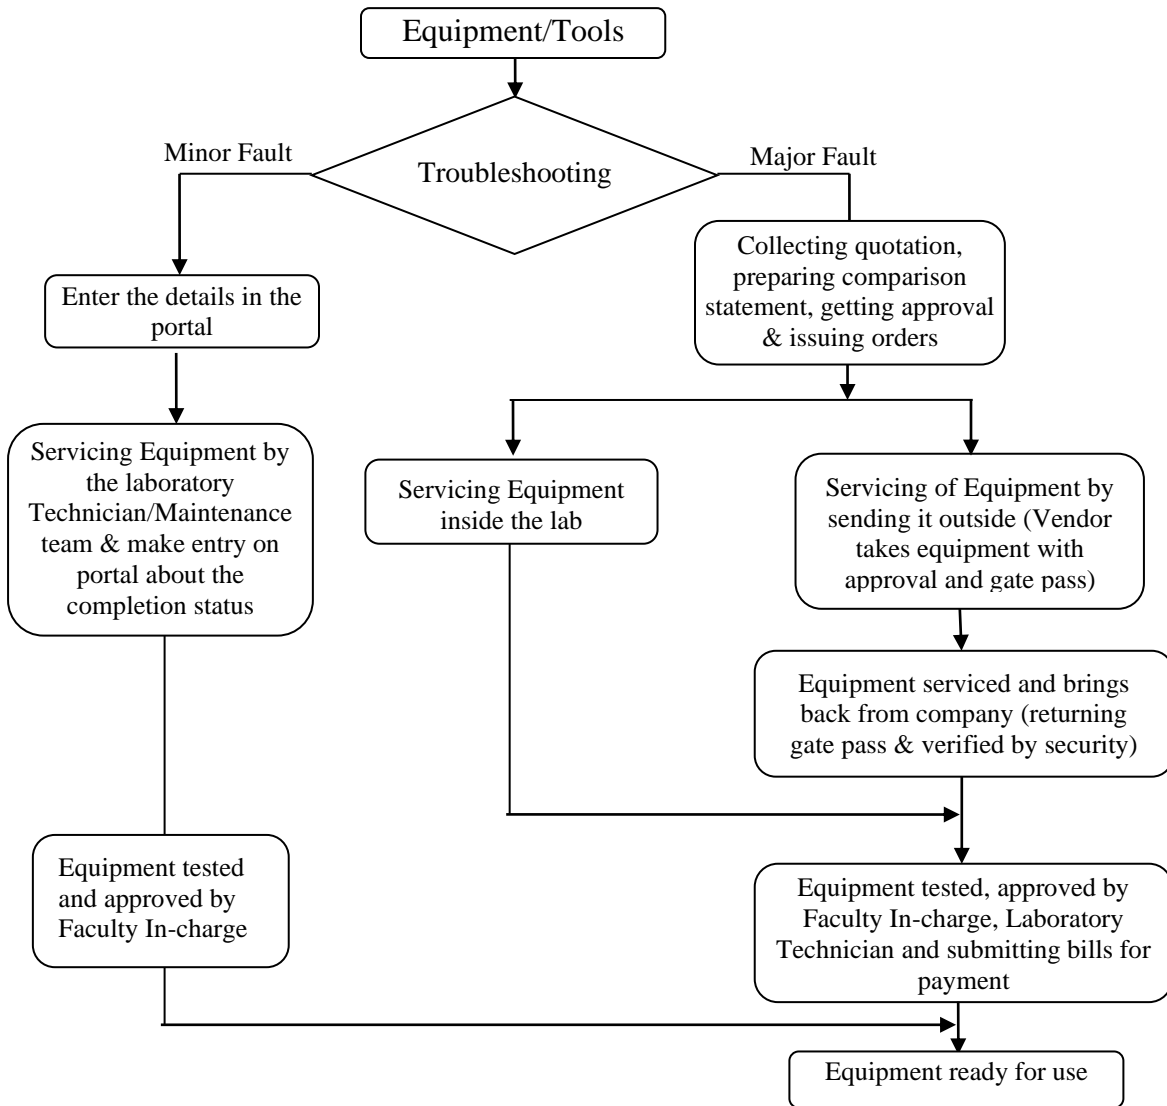 Equipment/Tools
Minor Fault
Troubleshooting
Major Fault
Enter the details in the
portal
Collecting quotation,
preparing comparison
statement, getting approval
& issuing orders
Servicing Equipment by
the laboratory
Technician/Maintenance
team & make entry on
portal about the
completion status
Servicing Equipment
inside the lab
Servicing of Equipment by
sending it outside (Vendor
takes equipment with
approval and gate pass)
Equipment serviced and brings
back from company (returning
gate pass & verified by security)
Equipment tested
and approved by
Faculty In-charge
Equipment tested, approved by
Faculty In-charge, Laboratory
Technician and submitting bills for
payment
Equipment ready for use